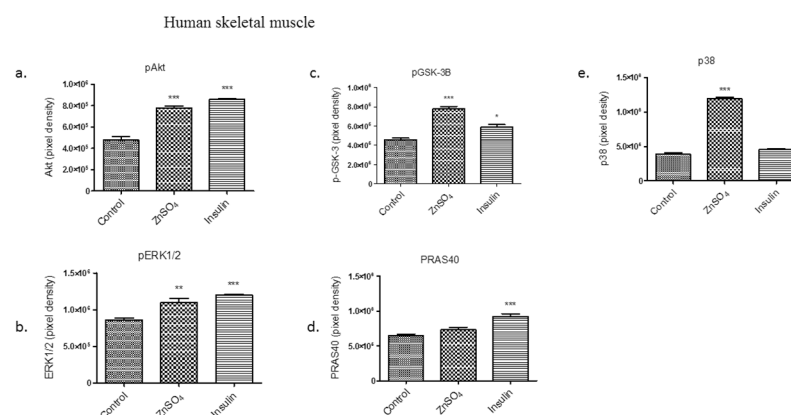 Human skeletal muscle
a.
pAkt
Akt (pixel density)
1.0×10⁶
8.0×10⁵
6.0×10⁵
4.0×10⁵
2.0×10⁵
0
***
***
Control
ZnSO₄
Insulin
c.
pGSK-3B
p-GSK-3 (pixel density)
1.0×10⁶
8.0×10⁵
6.0×10⁵
4.0×10⁵
2.0×10⁵
0
***
*
Control
ZnSO₄
Insulin
e.
p38
p38 (pixel desnity)
1.5×10⁶
1.0×10⁶
5.0×10⁵
0
***
Control
ZnSO₄
Insulin
b.
pERK1/2
ERK1/2 (pixel density)
1.5×10⁶
1.0×10⁶
5.0×10⁵
0
**
***
Control
ZnSO₄
Insulin
d.
PRAS40
PRAS40 (pixel density)
1.5×10⁶
1.0×10⁶
5.0×10⁵
0
***
Control
ZnSO₄
Insulin